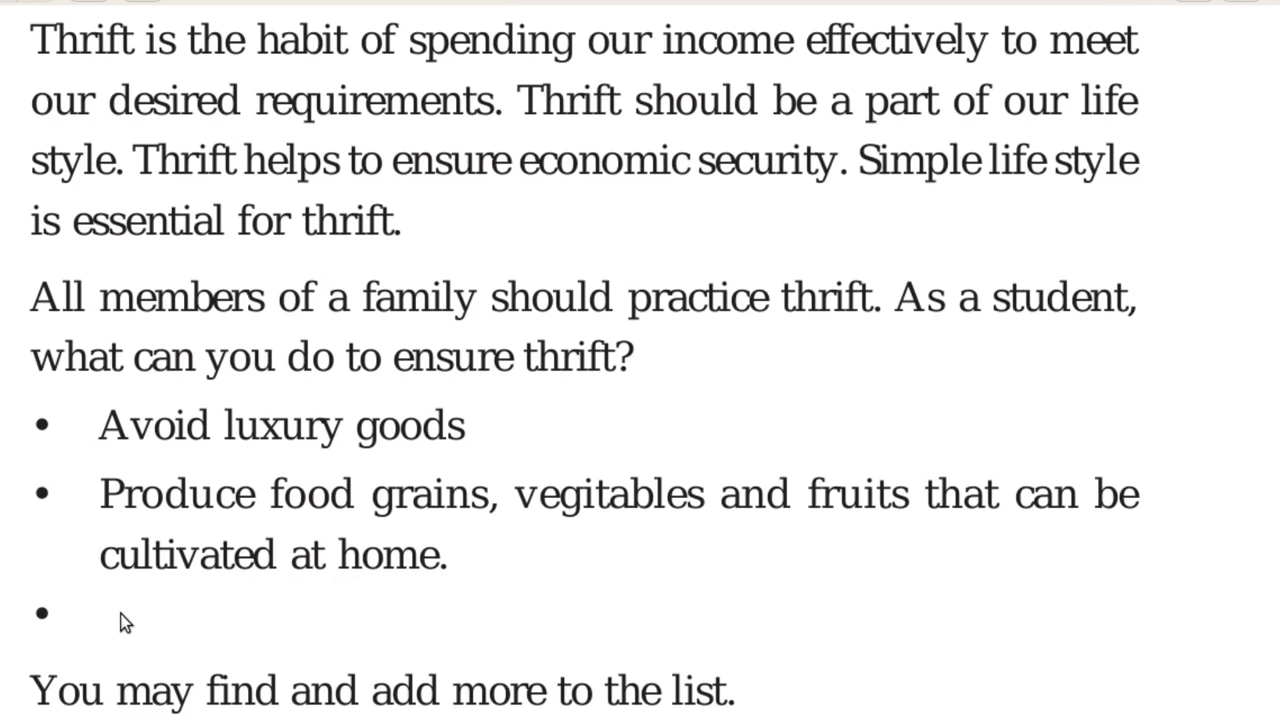 Thrift is the habit of spending our income effectively to meet
our desired requirements. Thrift should be a part of our life
style. Thrift helps to ensure economic security. Simple life style
is essential for thrift.
All members of a family should practice thrift. As a student,
what can you do to ensure thrift?
• Avoid luxury goods
• Produce food grains, vegitables and fruits that can be
cultivated at home.
•
You may find and add more to the list.